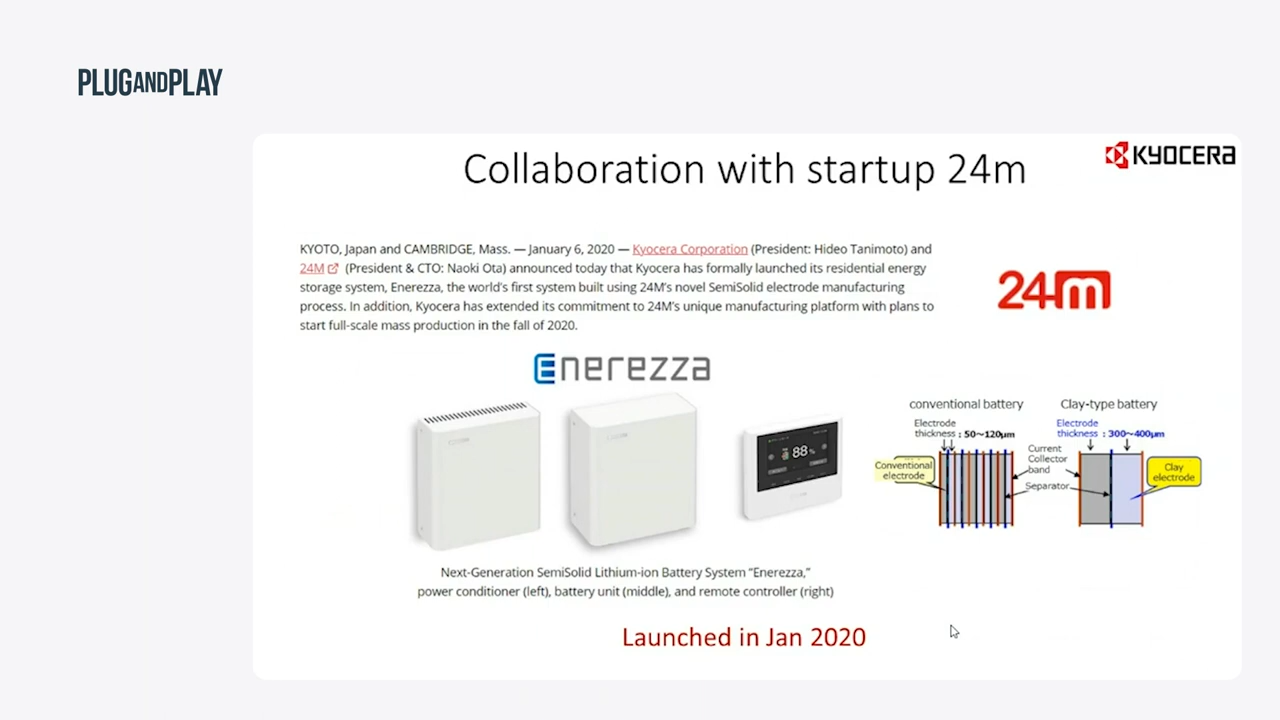 PLUGANDPLAY
Collaboration with startup 24m
KYOCERA
KYOTO, Japan and CAMBRIDGE, Mass. — January 6, 2020 — Kyocera Corporation (President: Hideo Tanimoto) and
24M (President & CTO: Naoki Ota) announced today that Kyocera has formally launched its residential energy
storage system, Enerezza, the world's first system built using 24M's novel SemiSolid electrode manufacturing
process. In addition, Kyocera has extended its commitment to 24M's unique manufacturing platform with plans to
start full-scale mass production in the fall of 2020.
24m
Enerezza
88%
conventional battery
Electrode
thickness : 50～120μm
Conventional
electrode
Current
Collector
band
Separator
Clay-type battery
Electrode
thickness : 300～400μm
Clay
electrode
Next-Generation SemiSolid Lithium-ion Battery System “Enerezza,”
power conditioner (left), battery unit (middle), and remote controller (right)
Launched in Jan 2020